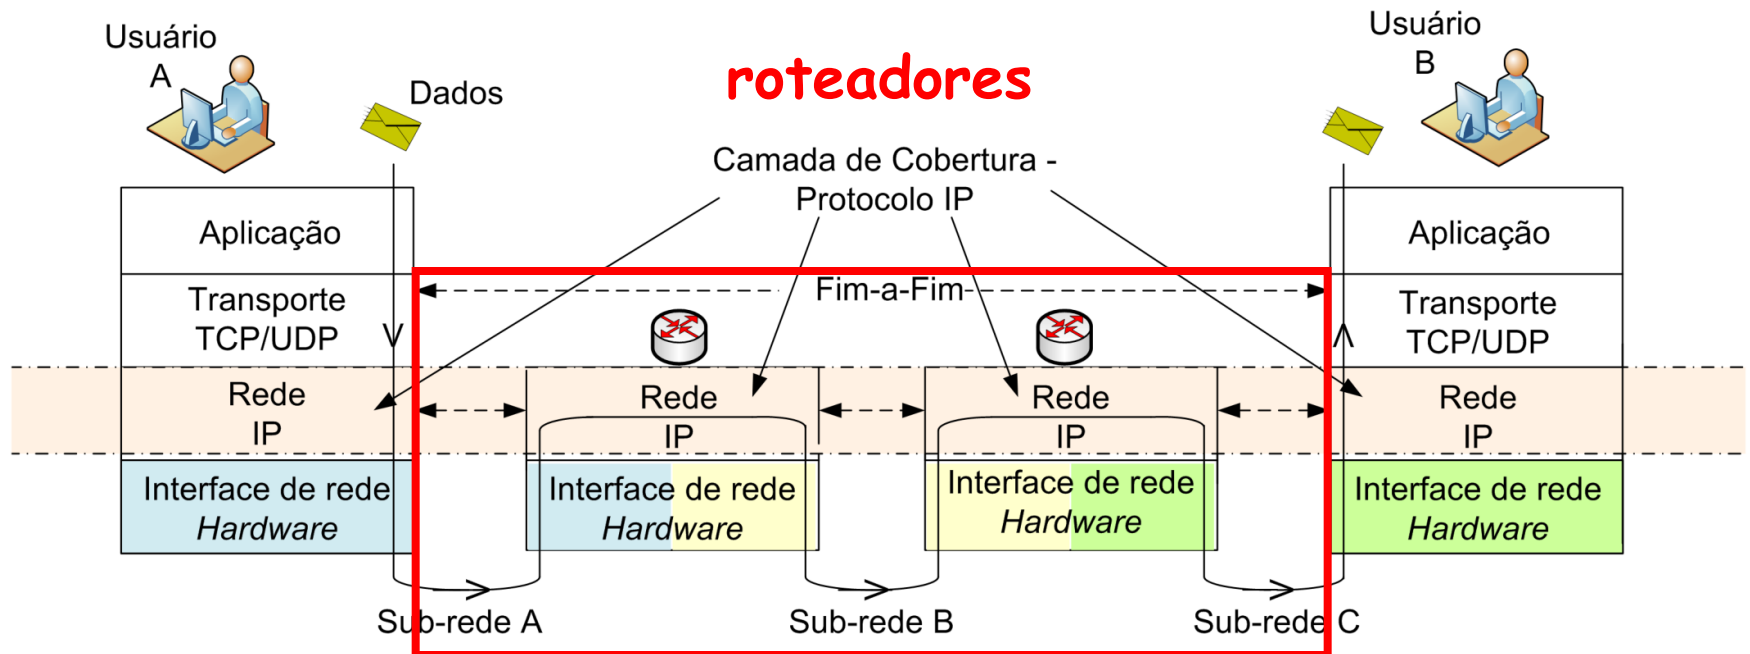 Usuário
A
Dados
roteadores
Usuário
B
Camada de Cobertura -
Protocolo IP
Aplicação
Aplicação
Fim-a-Fim
Transporte
TCP/UDP
Transporte
TCP/UDP
Rede
IP
Rede
IP
Rede
IP
Rede
IP
Interface de rede
Hardware
Interface de rede
Hardware
Interface de rede
Hardware
Interface de rede
Hardware
Sub-rede A
Sub-rede B
Sub-rede C